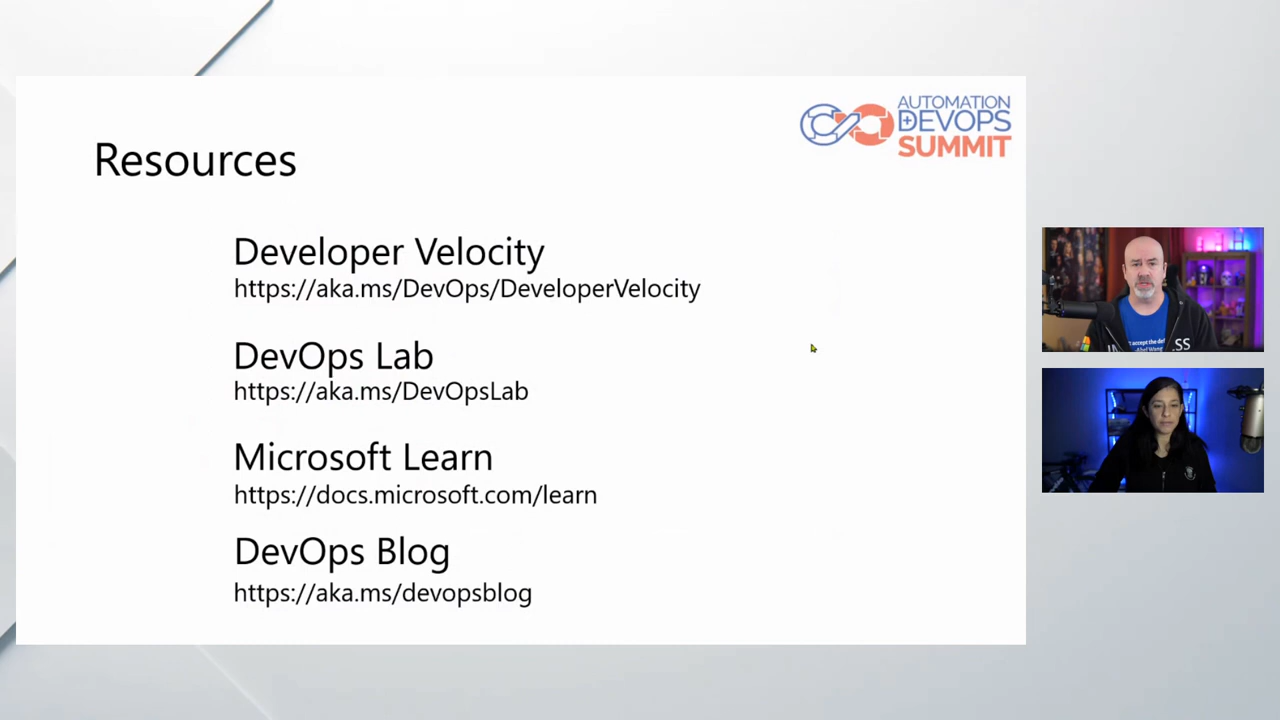 AUTOMATION
DEVOPS
SUMMIT
Resources
Developer Velocity
https://aka.ms/DevOps/DeveloperVelocity
DevOps Lab
https://aka.ms/DevOpsLab
Microsoft Learn
https://docs.microsoft.com/learn
DevOps Blog
https://aka.ms/devopsblog